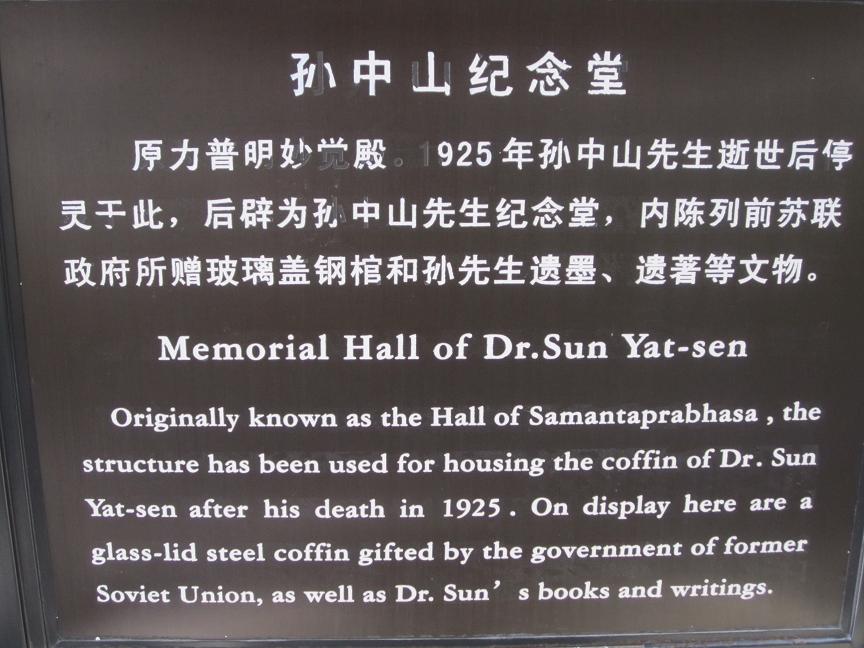 孙中山纪念堂
原力普明妙觉殿。1925年孙中山先生逝世后停
灵于此，后辟为孙中山先生纪念堂，内陈列前苏联
政府所赠玻璃盖钢棺和孙先生遗墨、遗著等文物。
Memorial Hall of Dr.Sun Yat-sen
Originally known as the Hall of Samantaprabhasa , the
structure has been used for housing the coffin of Dr. Sun
Yat-sen after his death in 1925 . On display here are a
glass-lid steel coffin gifted by the government of former
Soviet Union, as well as Dr. Sun’ s books and writings.